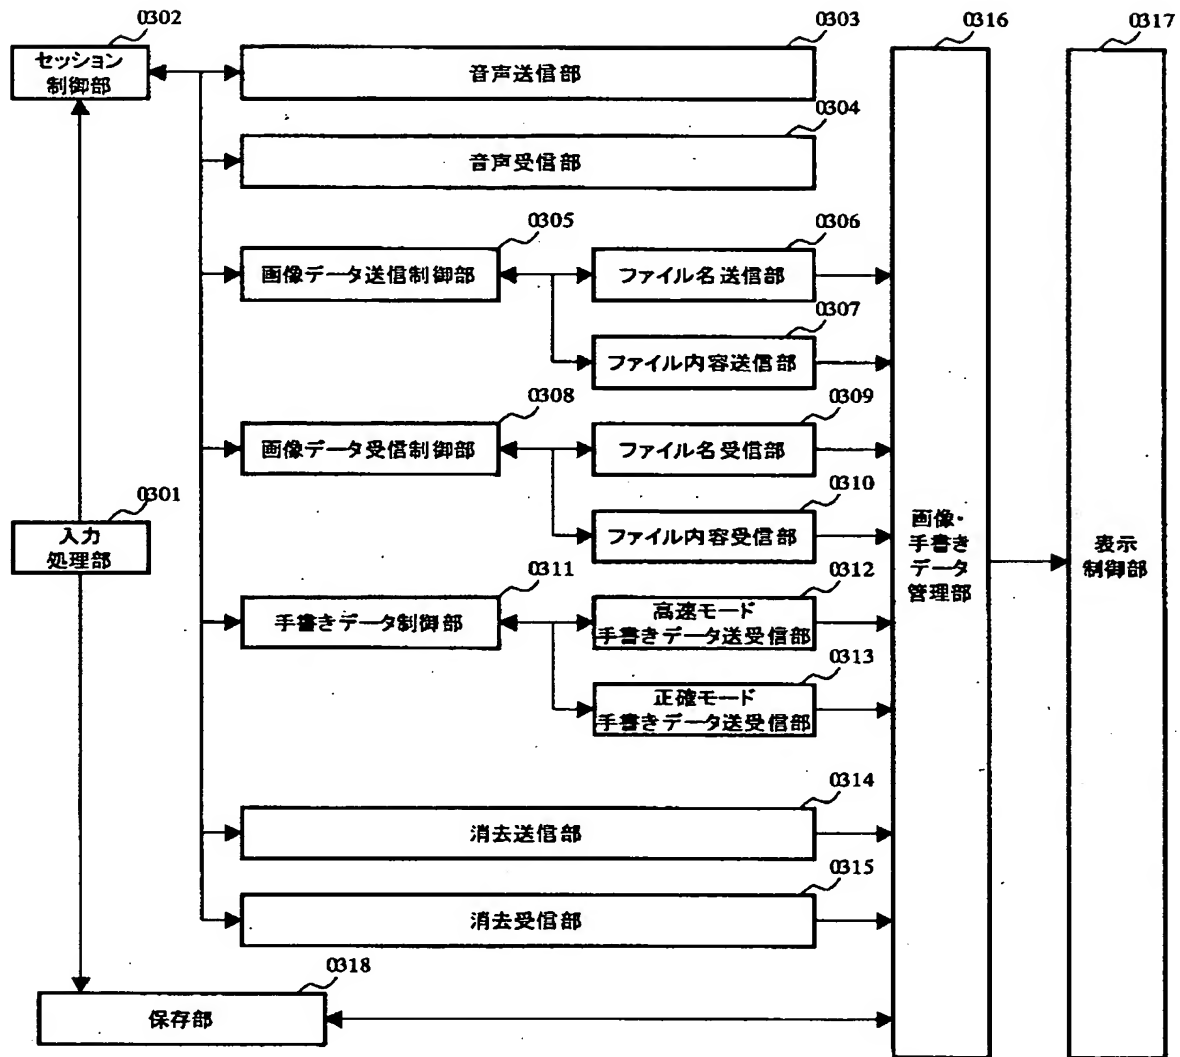 0302
セッション
制御部
0303
音声送信部
0304
音声受信部
0305
画像データ送信制御部
0306
ファイル名送信部
0307
ファイル内容送信部
0308
画像データ受信制御部
0309
ファイル名受信部
0310
ファイル内容受信部
0301
入力
処理部
0311
手書きデータ制御部
0312
高速モード
手書きデータ送受信部
0313
正確モード
手書きデータ送受信部
0314
消去送信部
0315
消去受信部
0318
保存部
0316
画像・
手書き
データ
管理部
0317
表示
制御部